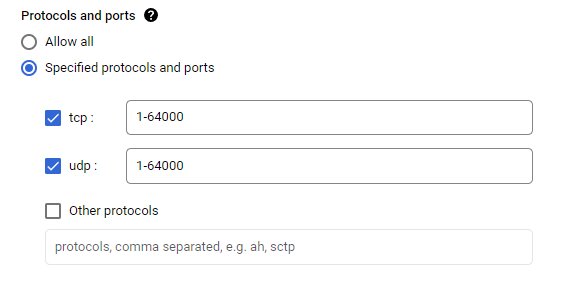 Protocols and ports ?
Allow all
Specified protocols and ports
tcp : 1-64000
udp : 1-64000
Other protocols
protocols, comma separated, e.g. ah, sctp